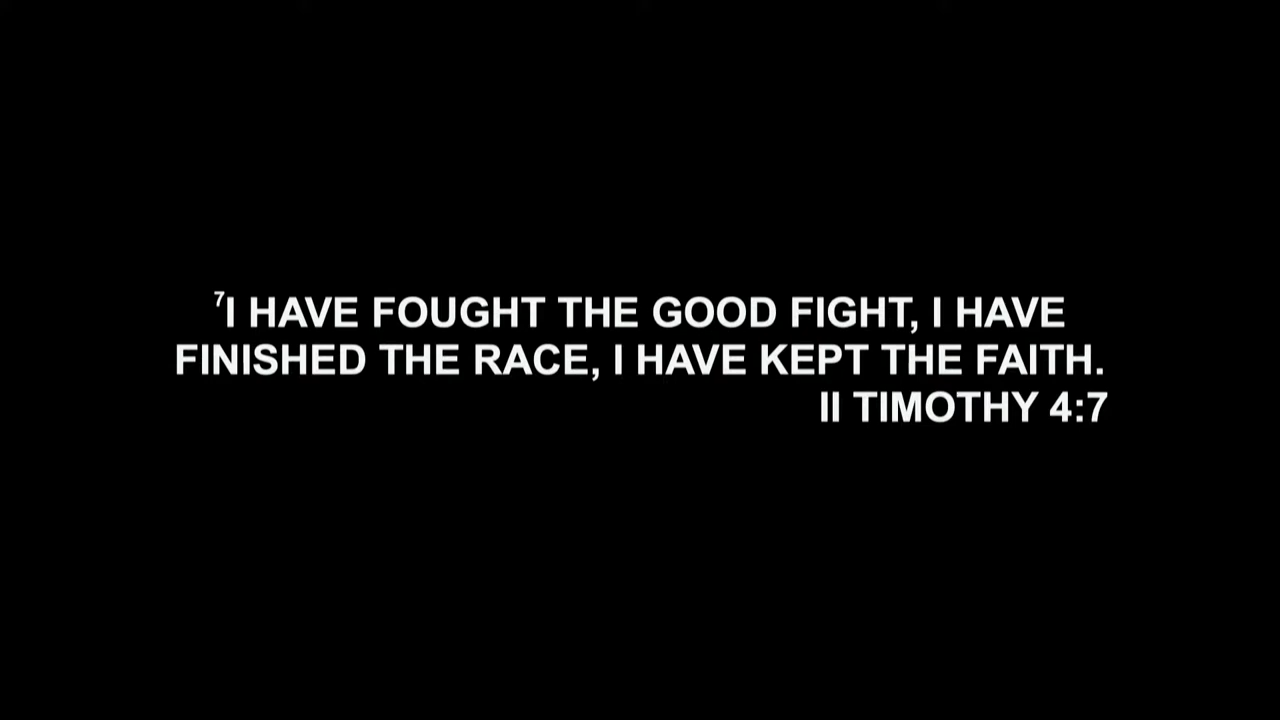 ⁷I HAVE FOUGHT THE GOOD FIGHT, I HAVE
FINISHED THE RACE, I HAVE KEPT THE FAITH.
II TIMOTHY 4:7